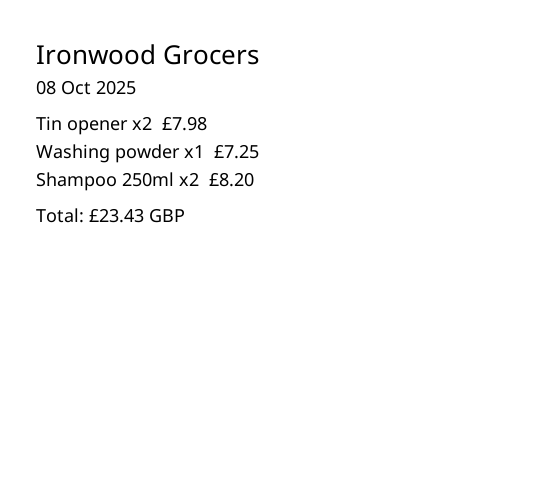 Ironwood Grocers
08 Oct 2025
Tin opener x2 £7.98
Washing powder x1 £7.25
Shampoo 250ml x2 £8.20
Total: £23.43 GBP